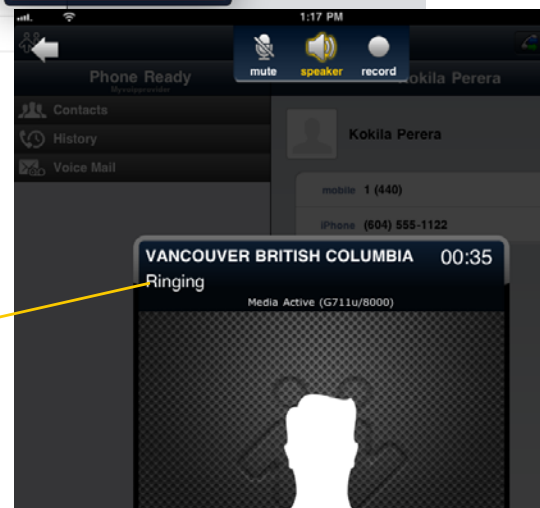 1:17 PM
mute speaker record
Phone Ready
Myvoipprovider
Kokila Perera
Contacts
History
Voice Mail
Kokila Perera
mobile 1 (440)
iPhone (604) 555-1122
VANCOUVER BRITISH COLUMBIA 00:35
Ringing
Media Active (G711u/8000)